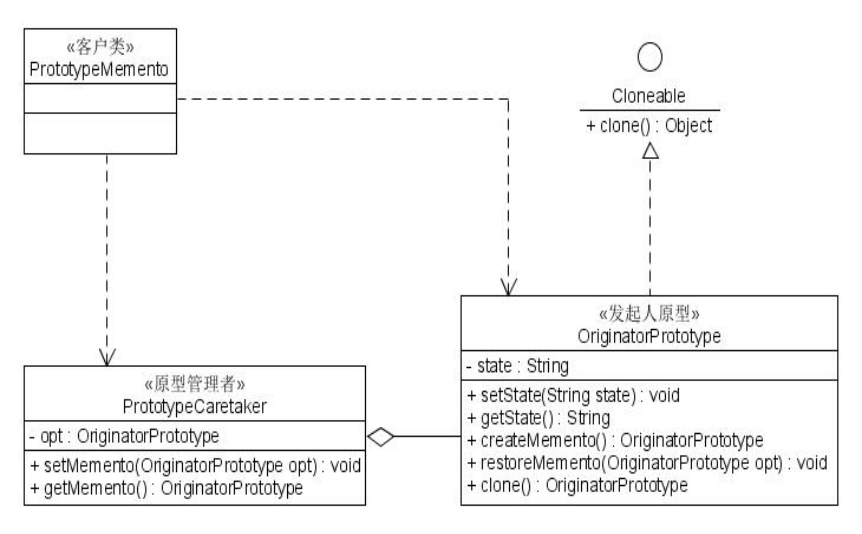 «客户类»
PrototypeMemento
Cloneable
+ clone() : Object
«发起人原型»
OriginatorPrototype
- state : String
+ setState(String state) : void
+ getState() : String
+ createMemento() : OriginatorPrototype
+ restoreMemento(OriginatorPrototype opt) : void
+ clone() : OriginatorPrototype
«原型管理者»
PrototypeCaretaker
- opt : OriginatorPrototype
+ setMemento(OriginatorPrototype opt) : void
+ getMemento() : OriginatorPrototype